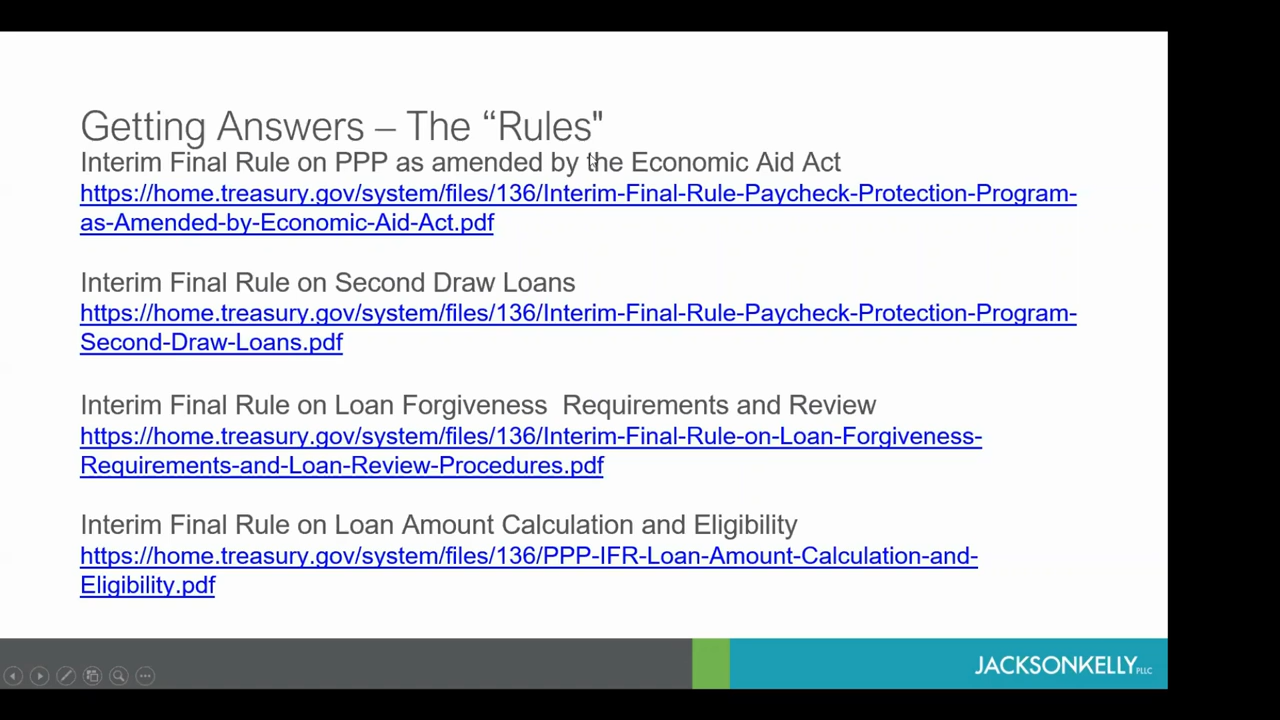 Getting Answers – The “Rules"
Interim Final Rule on PPP as amended by the Economic Aid Act
https://home.treasury.gov/system/files/136/Interim-Final-Rule-Paycheck-Protection-Program-
as-Amended-by-Economic-Aid-Act.pdf
Interim Final Rule on Second Draw Loans
https://home.treasury.gov/system/files/136/Interim-Final-Rule-Paycheck-Protection-Program-
Second-Draw-Loans.pdf
Interim Final Rule on Loan Forgiveness  Requirements and Review
https://home.treasury.gov/system/files/136/Interim-Final-Rule-on-Loan-Forgiveness-
Requirements-and-Loan-Review-Procedures.pdf
Interim Final Rule on Loan Amount Calculation and Eligibility
https://home.treasury.gov/system/files/136/PPP-IFR-Loan-Amount-Calculation-and-
Eligibility.pdf
JACKSONKELLY PLLC